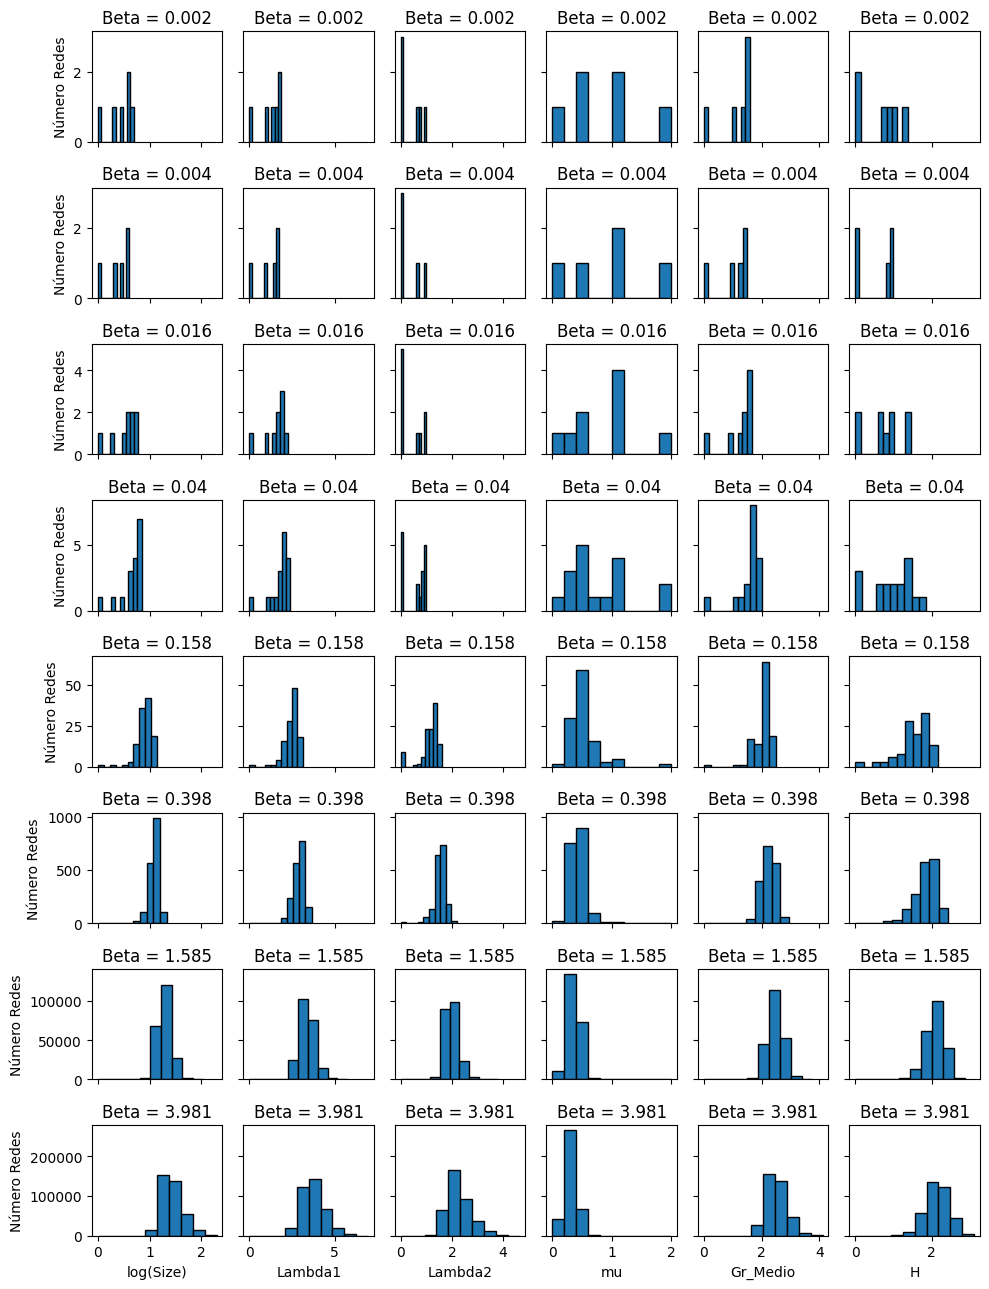 Beta = 0.002 Beta = 0.002 Beta = 0.002 Beta = 0.002 Beta = 0.002 Beta = 0.002
Número Redes
2
0
Beta = 0.004 Beta = 0.004 Beta = 0.004 Beta = 0.004 Beta = 0.004 Beta = 0.004
Número Redes
2
0
Beta = 0.016 Beta = 0.016 Beta = 0.016 Beta = 0.016 Beta = 0.016 Beta = 0.016
Número Redes
4
2
0
Beta = 0.04 Beta = 0.04 Beta = 0.04 Beta = 0.04 Beta = 0.04 Beta = 0.04
Número Redes
5
0
Beta = 0.158 Beta = 0.158 Beta = 0.158 Beta = 0.158 Beta = 0.158 Beta = 0.158
Número Redes
50
25
0
Beta = 0.398 Beta = 0.398 Beta = 0.398 Beta = 0.398 Beta = 0.398 Beta = 0.398
Número Redes
1000
500
0
Beta = 1.585 Beta = 1.585 Beta = 1.585 Beta = 1.585 Beta = 1.585 Beta = 1.585
Número Redes
100000
50000
0
Beta = 3.981 Beta = 3.981 Beta = 3.981 Beta = 3.981 Beta = 3.981 Beta = 3.981
Número Redes
200000
100000
0
0 1 2 0 5 0 2 4 0 1 2 0 2 4 0 2
log(Size) Lambda1 Lambda2 mu Gr_Medio H